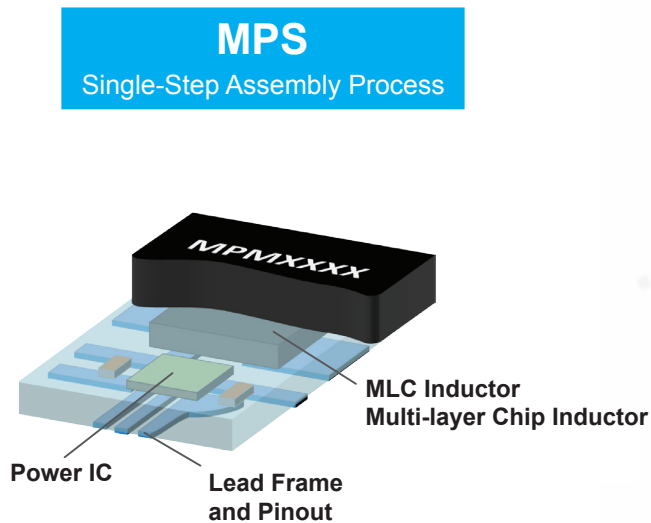 MPS
Single-Step Assembly Process
MPMXXXX
MLC Inductor
Multi-layer Chip Inductor
Power IC
Lead Frame
and Pinout